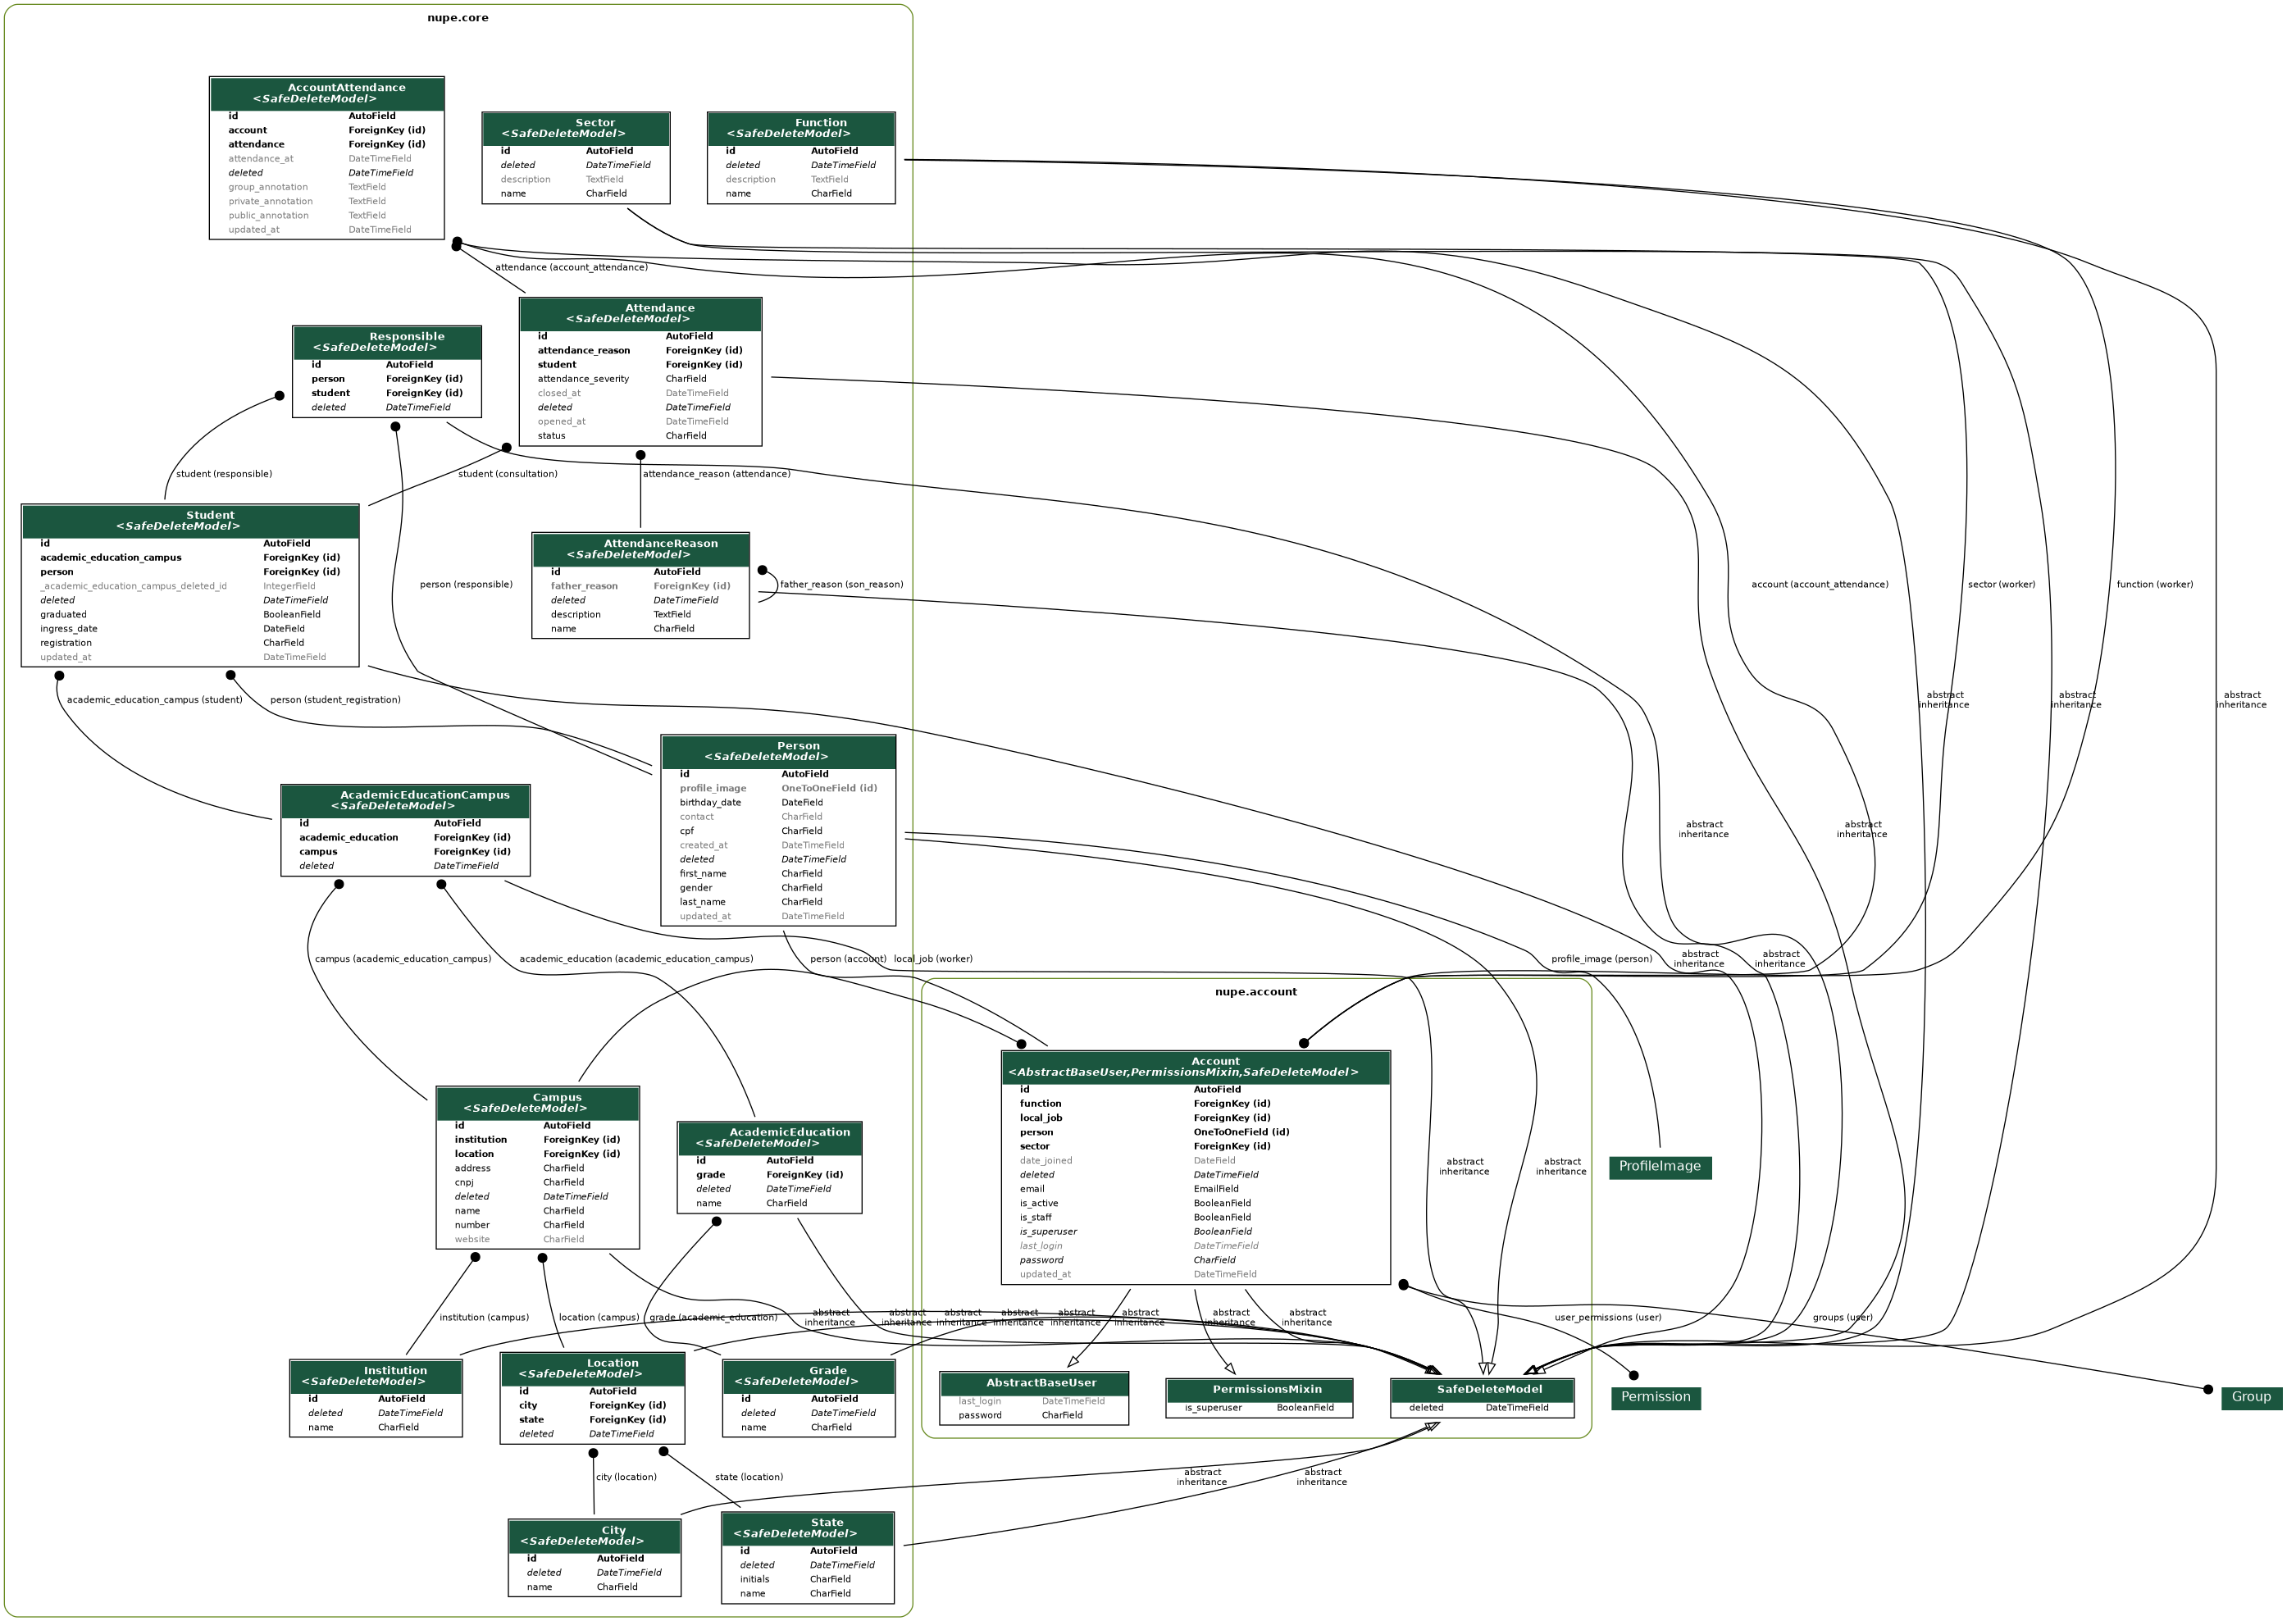 nupe.core
AccountAttendance
<SafeDeleteModel>
id AutoField
account ForeignKey (id)
attendance ForeignKey (id)
attendance_at DateTimeField
deleted DateTimeField
group_annotation TextField
private_annotation TextField
public_annotation TextField
updated_at DateTimeField
Sector
<SafeDeleteModel>
id AutoField
deleted DateTimeField
description TextField
name CharField
Function
<SafeDeleteModel>
id AutoField
deleted DateTimeField
description TextField
name CharField
attendance (account_attendance)
Attendance
<SafeDeleteModel>
id AutoField
attendance_reason ForeignKey (id)
student ForeignKey (id)
attendance_severity CharField
closed_at DateTimeField
deleted DateTimeField
opened_at DateTimeField
status CharField
Responsible
<SafeDeleteModel>
id AutoField
person ForeignKey (id)
student ForeignKey (id)
deleted DateTimeField
student (responsible)
student (consultation)
attendance_reason (attendance)
Student
<SafeDeleteModel>
id AutoField
academic_education_campus ForeignKey (id)
person ForeignKey (id)
_academic_education_campus_deleted_id IntegerField
deleted DateTimeField
graduated BooleanField
ingress_date DateField
registration CharField
updated_at DateTimeField
AttendanceReason
<SafeDeleteModel>
id AutoField
father_reason ForeignKey (id)
deleted DateTimeField
description TextField
name CharField
person (responsible)
father_reason (son_reason)
account (account_attendance)
sector (worker)
function (worker)
academic_education_campus (student)
person (student_registration)
abstract
inheritance
abstract
inheritance
abstract
inheritance
Person
<SafeDeleteModel>
id AutoField
profile_image OneToOneField (id)
birthday_date DateField
contact CharField
cpf CharField
created_at DateTimeField
deleted DateTimeField
first_name CharField
gender CharField
last_name CharField
updated_at DateTimeField
AcademicEducationCampus
<SafeDeleteModel>
id AutoField
academic_education ForeignKey (id)
campus ForeignKey (id)
deleted DateTimeField
abstract
inheritance
abstract
inheritance
campus (academic_education_campus)
academic_education (academic_education_campus)
person (account)
local_job (worker)
profile_image (person)
abstract
inheritance
abstract
inheritance
nupe.account
Account
<AbstractBaseUser,PermissionsMixin,SafeDeleteModel>
id AutoField
function ForeignKey (id)
local_job ForeignKey (id)
person OneToOneField (id)
sector ForeignKey (id)
date_joined DateField
deleted DateTimeField
email EmailField
is_active BooleanField
is_staff BooleanField
is_superuser BooleanField
last_login DateTimeField
password CharField
updated_at DateTimeField
Campus
<SafeDeleteModel>
id AutoField
institution ForeignKey (id)
location ForeignKey (id)
address CharField
cnpj CharField
deleted DateTimeField
name CharField
number CharField
website CharField
AcademicEducation
<SafeDeleteModel>
id AutoField
grade ForeignKey (id)
deleted DateTimeField
name CharField
abstract
inheritance
abstract
inheritance
ProfileImage
institution (campus)
location (campus)
grade (academic_education)
abstract
inheritance
abstract
inheritance
abstract
inheritance
abstract
inheritance
abstract
inheritance
abstract
inheritance
abstract
inheritance
abstract
inheritance
user_permissions (user)
groups (user)
Institution
<SafeDeleteModel>
id AutoField
deleted DateTimeField
name CharField
Location
<SafeDeleteModel>
id AutoField
city ForeignKey (id)
state ForeignKey (id)
deleted DateTimeField
Grade
<SafeDeleteModel>
id AutoField
deleted DateTimeField
name CharField
AbstractBaseUser
last_login DateTimeField
password CharField
PermissionsMixin
is_superuser BooleanField
SafeDeleteModel
deleted DateTimeField
Permission
Group
city (location)
state (location)
abstract
inheritance
abstract
inheritance
City
<SafeDeleteModel>
id AutoField
deleted DateTimeField
name CharField
State
<SafeDeleteModel>
id AutoField
deleted DateTimeField
initials CharField
name CharField